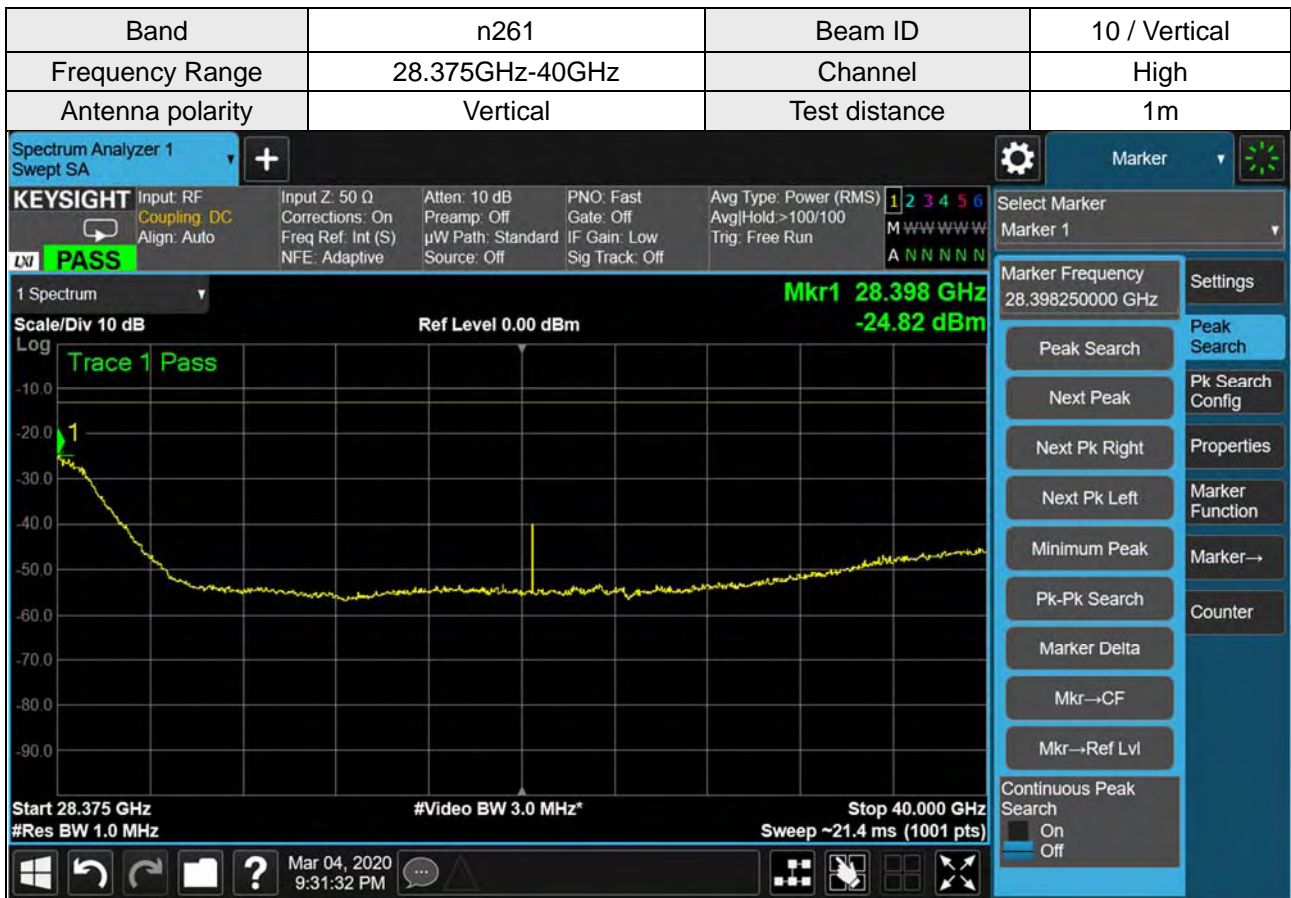 Band n261 Beam ID 10 / Vertical
Frequency Range 28.375GHz-40GHz Channel High
Antenna polarity Vertical Test distance 1m
Spectrum Analyzer 1
Swept SA
+
Marker
KEYSIGHT
LXI PASS
Input: RF
Coupling: DC
Align: Auto
Input Z: 50 Ω
Corrections: On
Freq Ref: Int (S)
NFE: Adaptive
Atten: 10 dB
Preamp: Off
µW Path: Standard
Source: Off
PNO: Fast
Gate: Off
IF Gain: Low
Sig Track: Off
Avg Type: Power (RMS)
Avg|Hold:>100/100
Trig: Free Run
1 2 3 4 5 6
M W W W W W
A N N N N N
Select Marker
Marker 1
1 Spectrum
Mkr1 28.398 GHz
Scale/Div 10 dB Ref Level 0.00 dBm -24.82 dBm
Log
Trace 1 Pass
1
-10.0
-20.0
-30.0
-40.0
-50.0
-60.0
-70.0
-80.0
-90.0
Start 28.375 GHz #Video BW 3.0 MHz* Stop 40.000 GHz
#Res BW 1.0 MHz Sweep ~21.4 ms (1001 pts)
Marker Frequency
28.398250000 GHz
Peak Search
Next Peak
Next Pk Right
Next Pk Left
Minimum Peak
Pk-Pk Search
Marker Delta
Mkr→CF
Mkr→Ref Lvl
Continuous Peak
Search
On
Off
Settings
Peak
Search
Pk Search
Config
Properties
Marker
Function
Marker→
Counter
?
Mar 04, 2020
9:31:32 PM